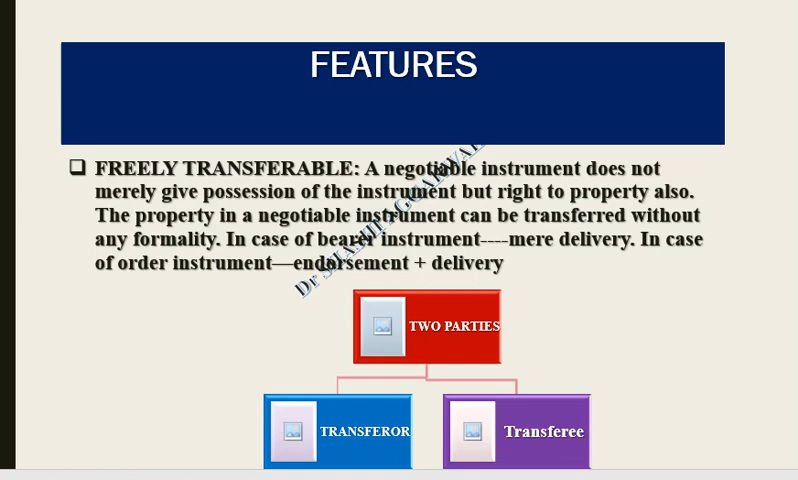 FEATURES
FREELY TRANSFERABLE: A negotiable instrument does not
merely give possession of the instrument but right to property also.
The property in a negotiable instrument can be transferred without
any formality. In case of bearer instrument----mere delivery. In case
of order instrument—endorsement + delivery
TWO PARTIES
TRANSFEROR
Transferee